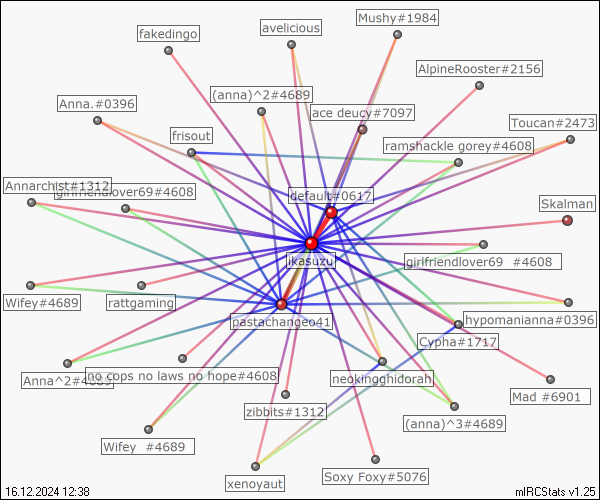 Mushy#1984
avelicious
fakedingo
AlpineRooster#2156
(anna)^2#4689
Anna.#0396
ace deucy#7097
Toucan#2473
frisout
ramshackle gorey#4608
Annarchist#1312
girlfriendlover69#4608
default#0617
Skalman
ikasuzu
girlfriendlover69 #4608
Wifey#4689
rattgaming
hypomanianna#0396
pastachangeo41
Cypha#1717
Anna^2#4689
no cops no laws no hope#4608
neokingghidorah
Mad #6901
zibbits#1312
(anna)^3#4689
Wifey #4689
Soxy Foxy#5076
xenoyaut
16.12.2024 12:38
mIRCStats v1.25